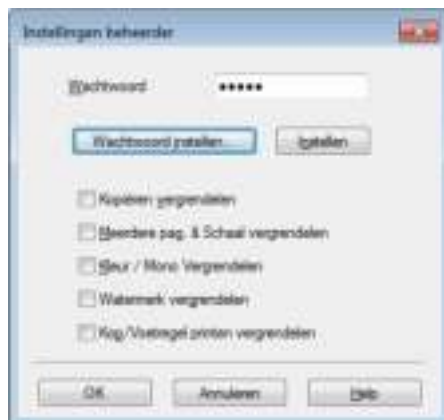 Instellingen beheerder
Wachtwoord •••••
Wachtwoord instellen... Instellen
Kopiëren vergrendelen
Meerdere pag. & Schaal vergrendelen
Kleur / Mono Vergrendelen
Watermerk vergrendelen
Kop/Voetregel printen vergrendelen
OK Annuleren Help